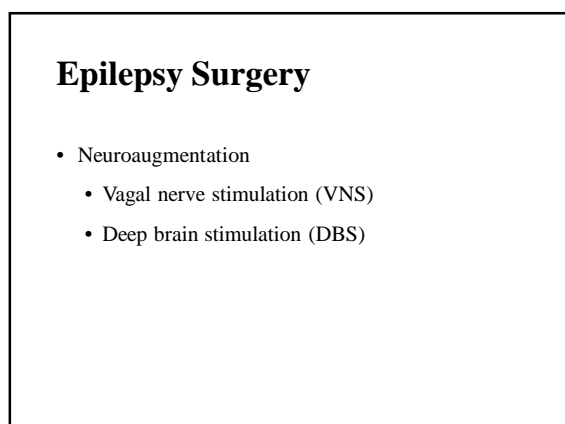 Epilepsy Surgery
• Neuroaugmentation
• Vagal nerve stimulation (VNS)
• Deep brain stimulation (DBS)